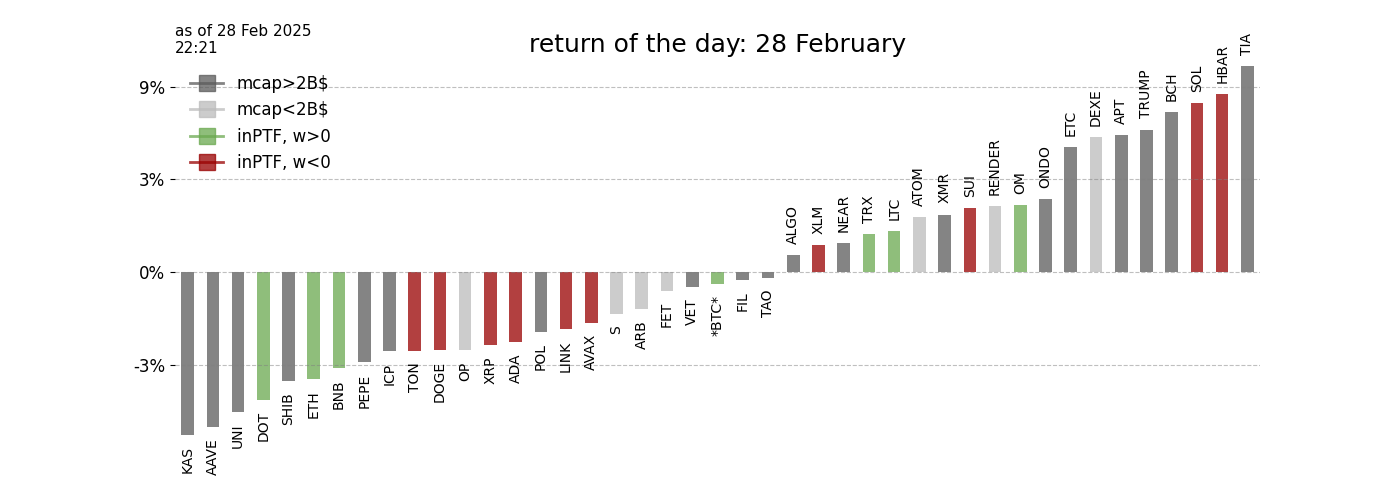 as of 28 Feb 2025
22:21
return of the day: 28 February
mcap>2B$
mcap<2B$
inPTF, w>0
inPTF, w<0
9%
3%
0%
-3%
KAS
AAVE
UNI
DOT
SHIB
ETH
BNB
PEPE
ICP
TON
DOGE
OP
XRP
ADA
POL
LINK
AVAX
S
ARB
FET
VET
*BTC*
FIL
TAO
ALGO
XLM
NEAR
TRX
LTC
ATOM
XMR
SUI
RENDER
OM
ONDO
ETC
DEXE
APT
TRUMP
BCH
SOL
HBAR
TIA